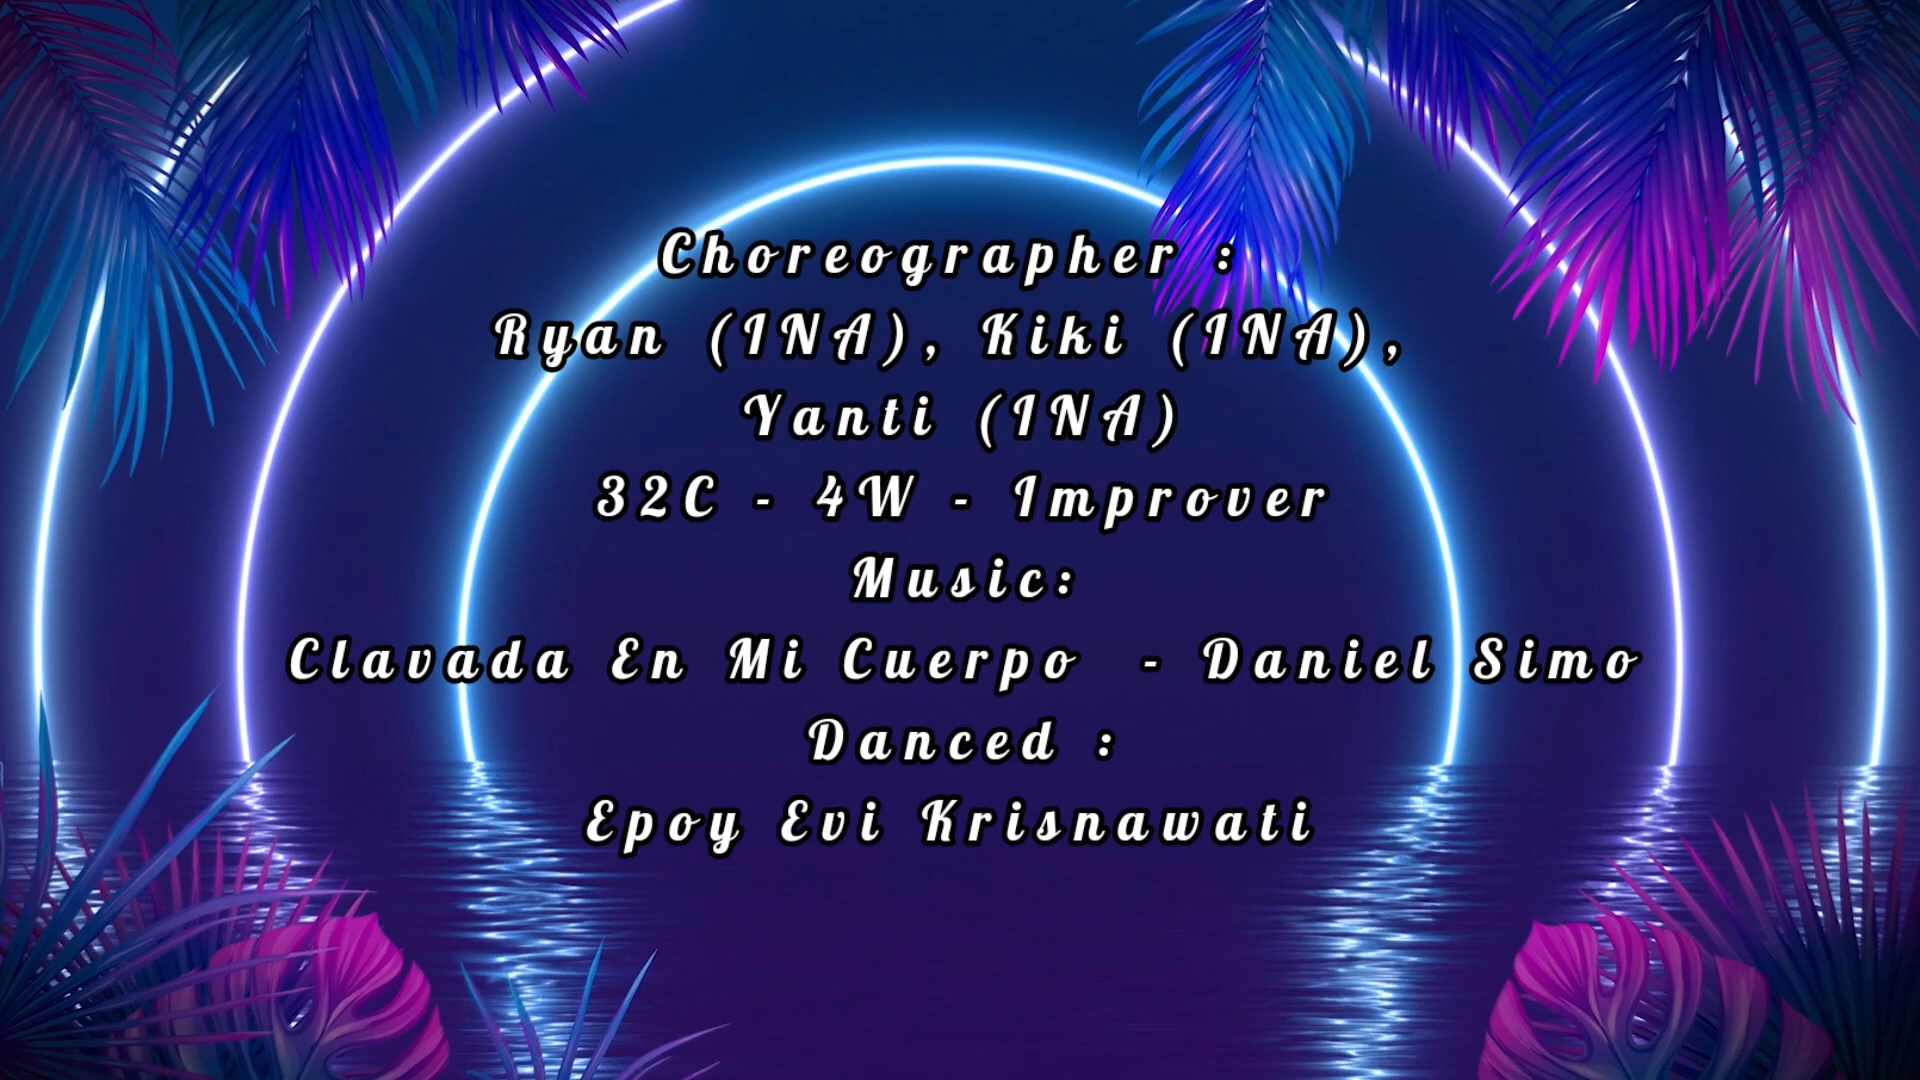 Choreographer :
Ryan (INA), Kiki (INA),
Yanti (INA)
32C - 4W - Improver
Music:
Clavada En Mi Cuerpo - Daniel Simo
Danced :
Epoy Evi Krisnawati